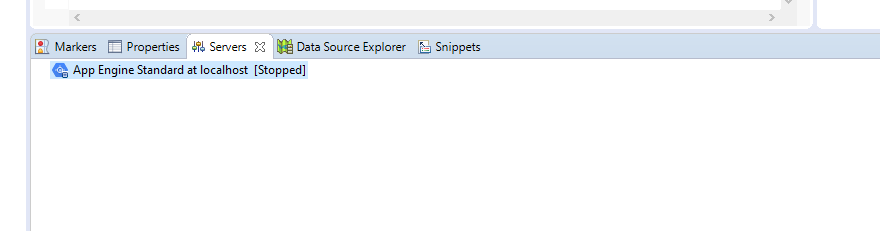 Markers Properties Servers Data Source Explorer Snippets
App Engine Standard at localhost [Stopped]